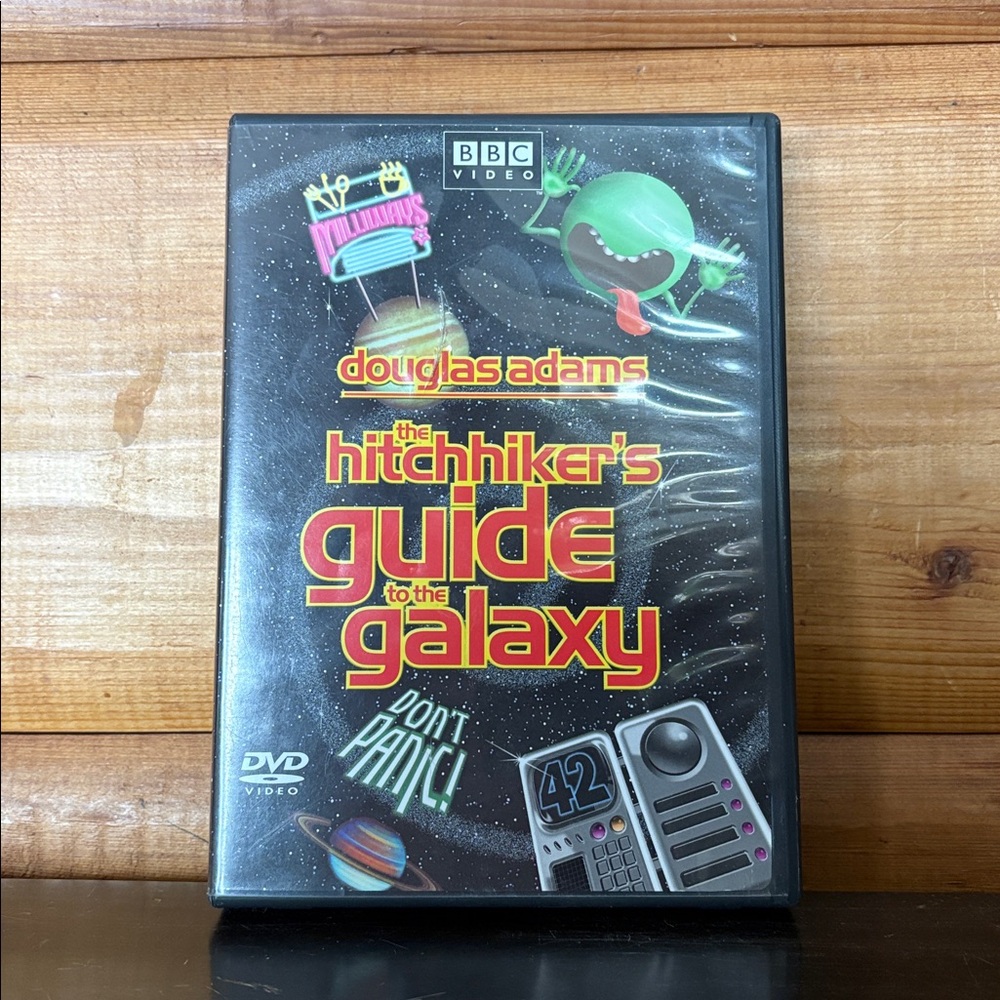 BBC
VIDEO
MILLIWAYS
douglas adams
the
hitchhiker's
guide
to the
galaxy
DON'T
PANIC!
DVD
VIDEO
42